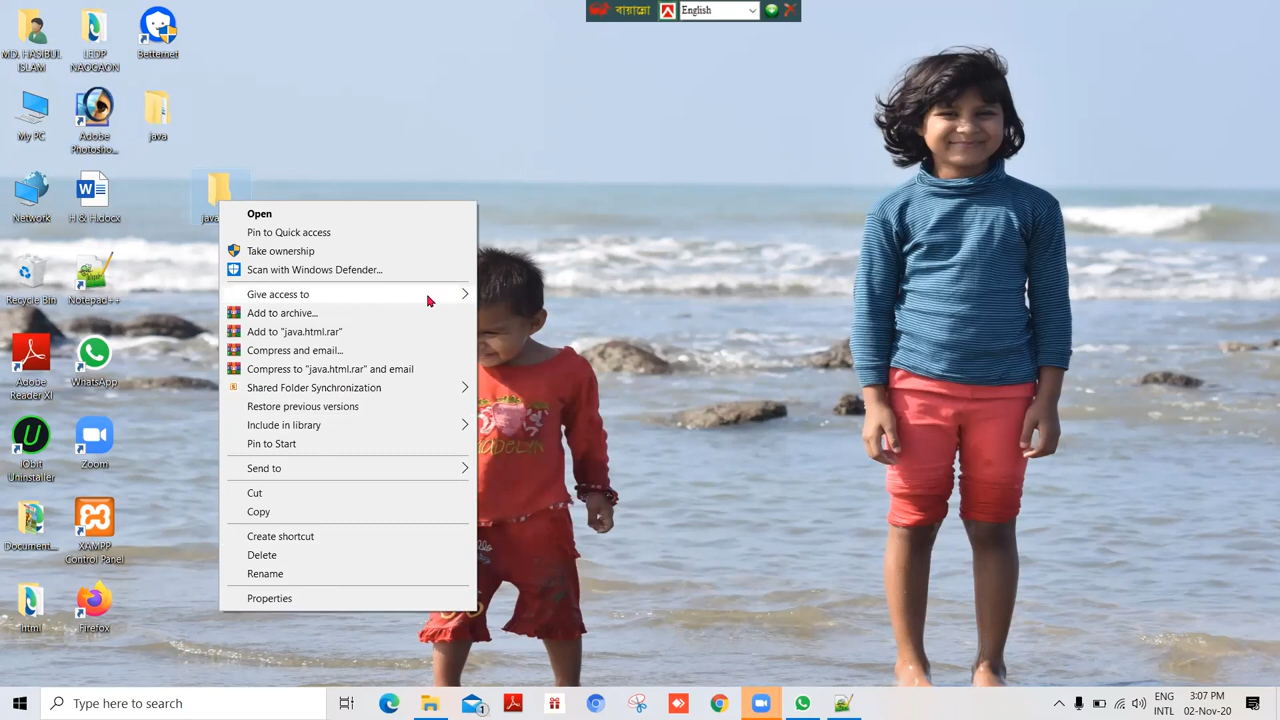 বায়ান্নো
English
MD. HASIBUL
ISLAM
LEDP
NAOGAON
Betternet
My PC
Adobe
Photosho...
java
Network
H & H.docx
java
Recycle Bin
Notepad++
Adobe
Reader XI
WhatsApp
IObit
Uninstaller
Zoom
Document...
XAMPP
Control Panel
html
Firefox
Open
Pin to Quick access
Take ownership
Scan with Windows Defender...
Give access to
Add to archive...
Add to "java.html.rar"
Compress and email...
Compress to "java.html.rar" and email
Shared Folder Synchronization
Restore previous versions
Include in library
Pin to Start
Send to
Cut
Copy
Create shortcut
Delete
Rename
Properties
Type here to search
1
ENG
INTL
3:07 PM
02-Nov-20